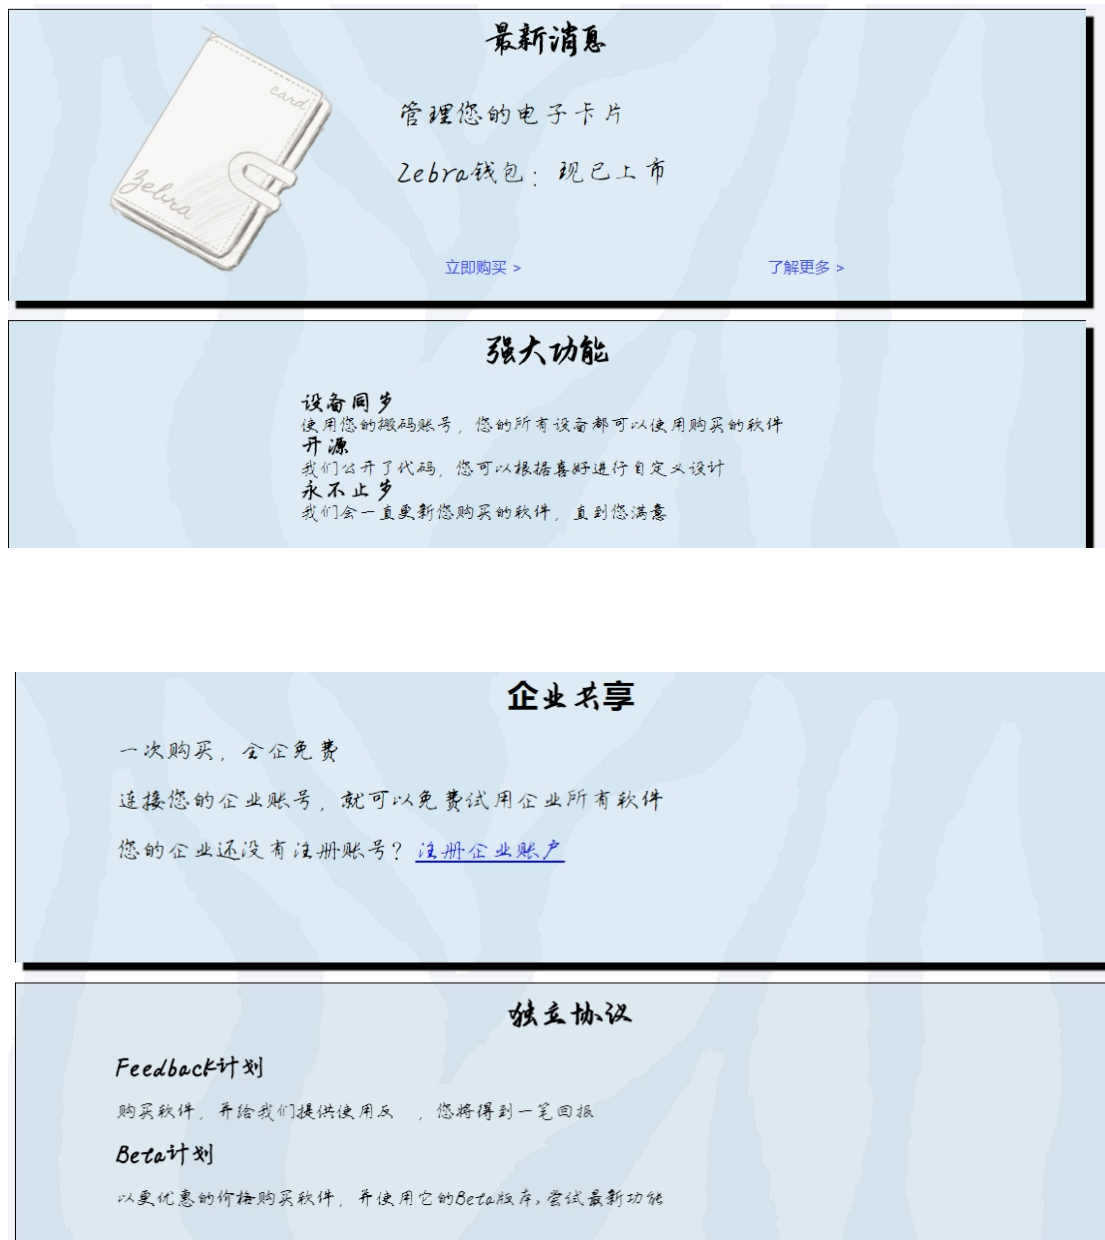 最新消息
card
Zebra
管理您的电子卡片
Zebra钱包：现已上市
立即购买 >
了解更多 >
强大功能
设备同步
使用您的搬码账号，您的所有设备都可以使用购买的软件
开源
我们公开了代码，您可以根据喜好进行自定义设计
永不止步
我们会一直更新您购买的软件，直到您满意
企业共享
一次购买，全企免费
连接您的企业账号，就可以免费试用企业所有软件
您的企业还没有注册账号？注册企业账户
独立协议
Feedback计划
购买软件，并给我们提供使用反 ，您将得到一笔回报
Beta计划
以更优惠的价格购买软件，并使用它的Beta版本,尝试最新功能